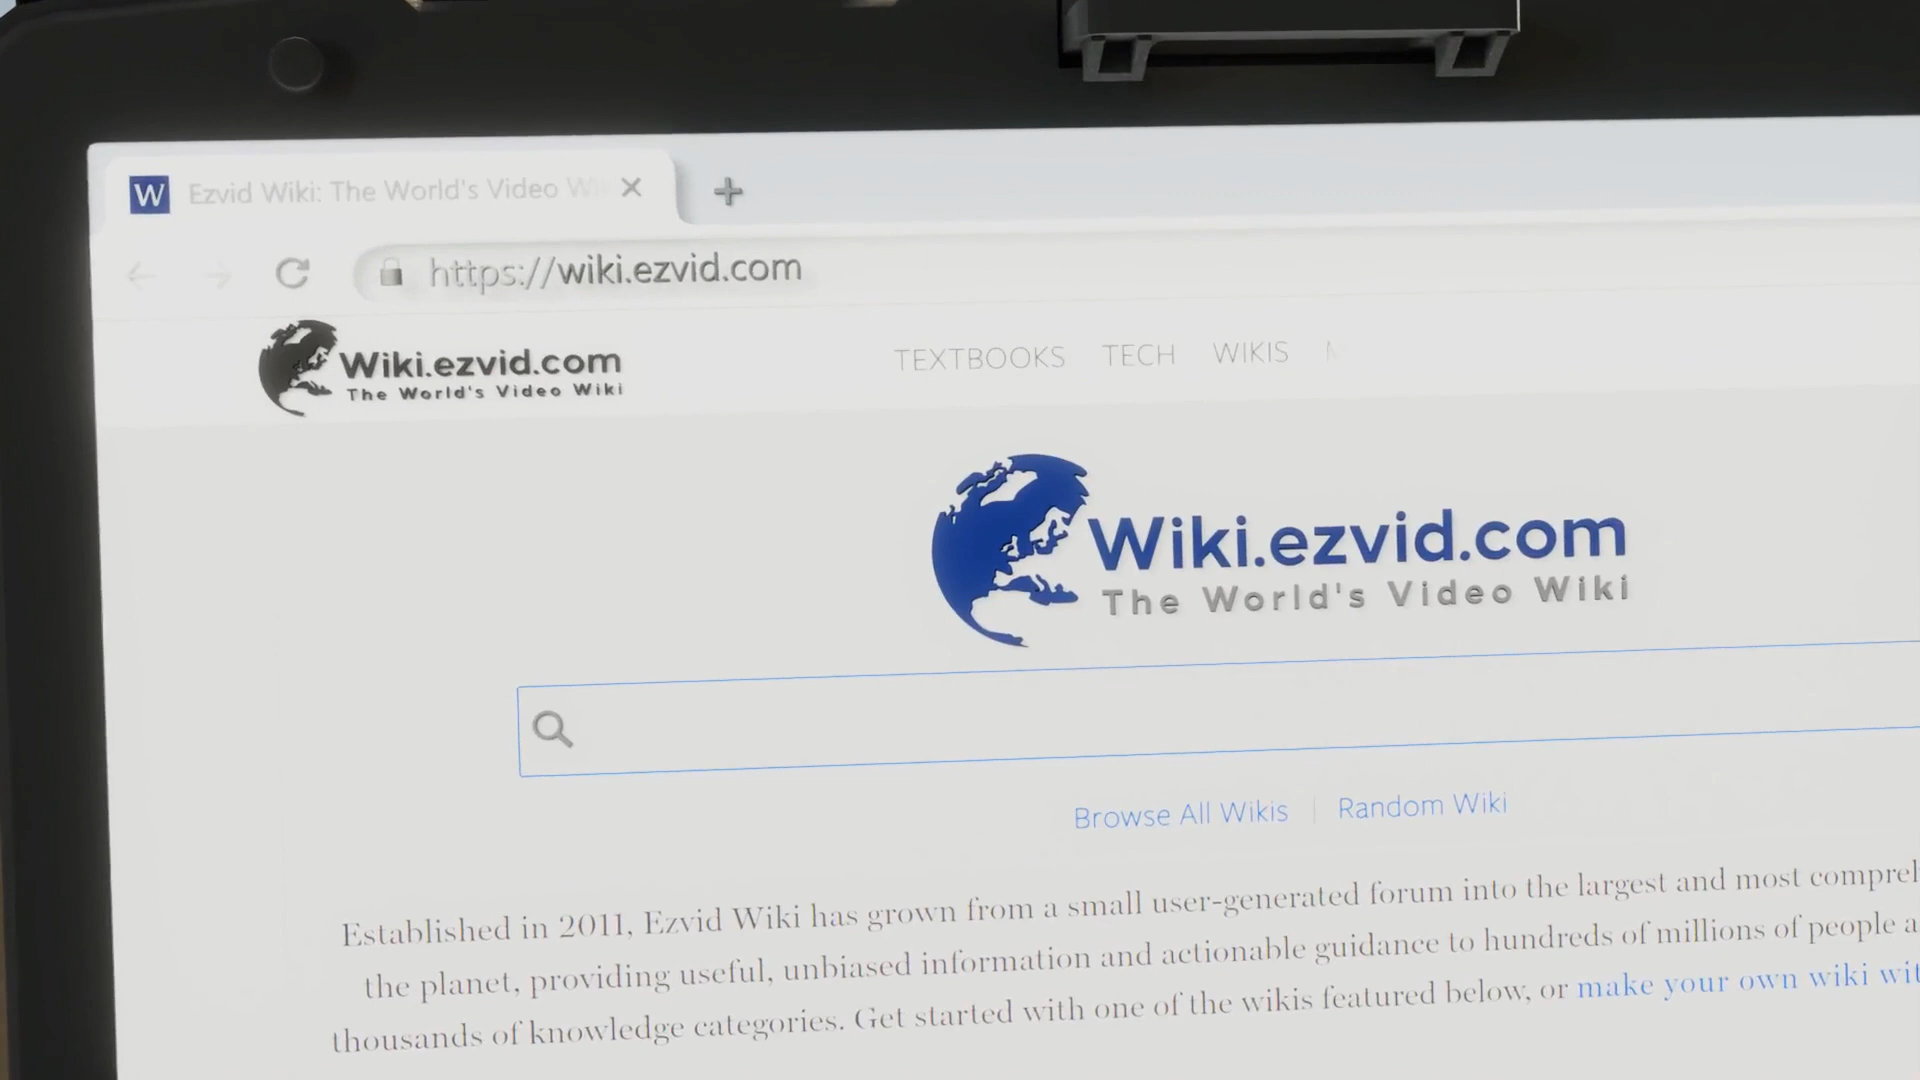 W Ezvid Wiki: The World's Video
https://wiki.ezvid.com
Wiki.ezvid.com
The World's Video Wiki
TEXTBOOKS TECH WIKIS
Wiki.ezvid.com
The World's Video Wiki
Browse All Wikis | Random Wiki
Established in 2011, Ezvid Wiki has grown from a small user-generated forum into the largest and most
the planet, providing useful, unbiased information and actionable guidance to hundreds of millions of people
thousands of knowledge categories. Get started with one of the wikis featured below, or make your own wiki